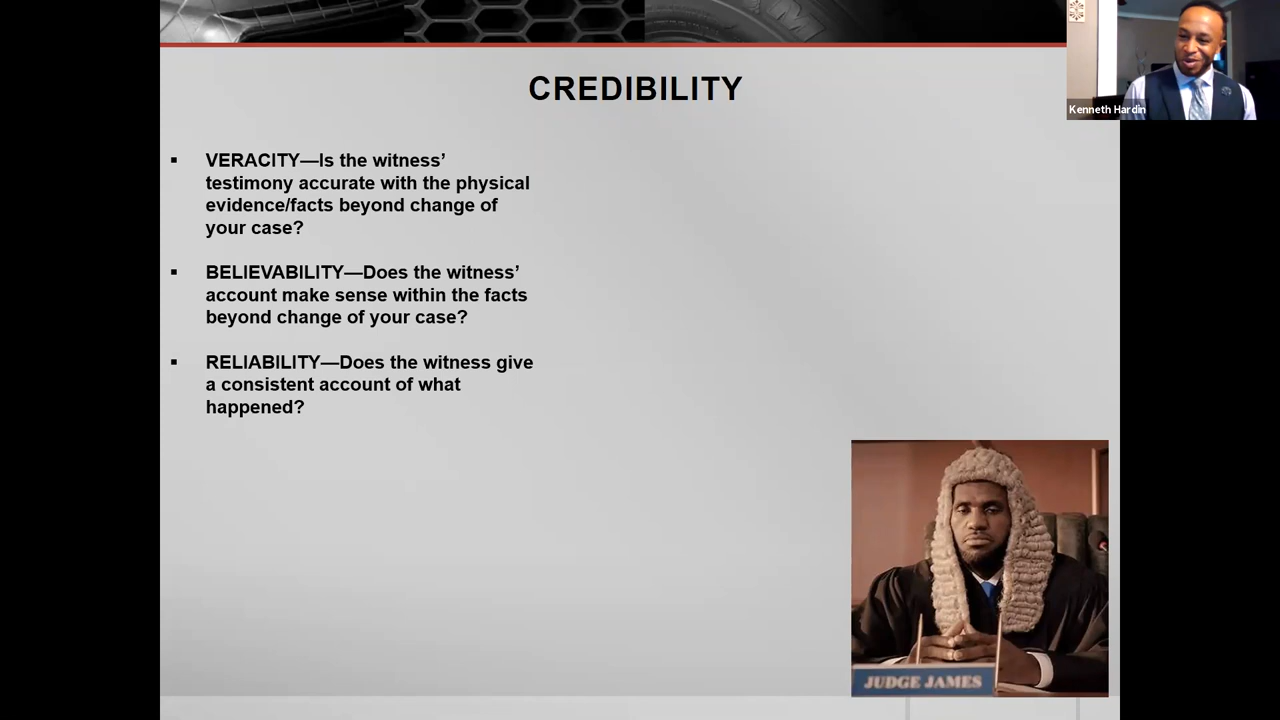 CREDIBILITY
Kenneth Hardin
▪ VERACITY—Is the witness’
testimony accurate with the physical
evidence/facts beyond change of
your case?
▪ BELIEVABILITY—Does the witness’
account make sense within the facts
beyond change of your case?
▪ RELIABILITY—Does the witness give
a consistent account of what
happened?
JUDGE JAMES